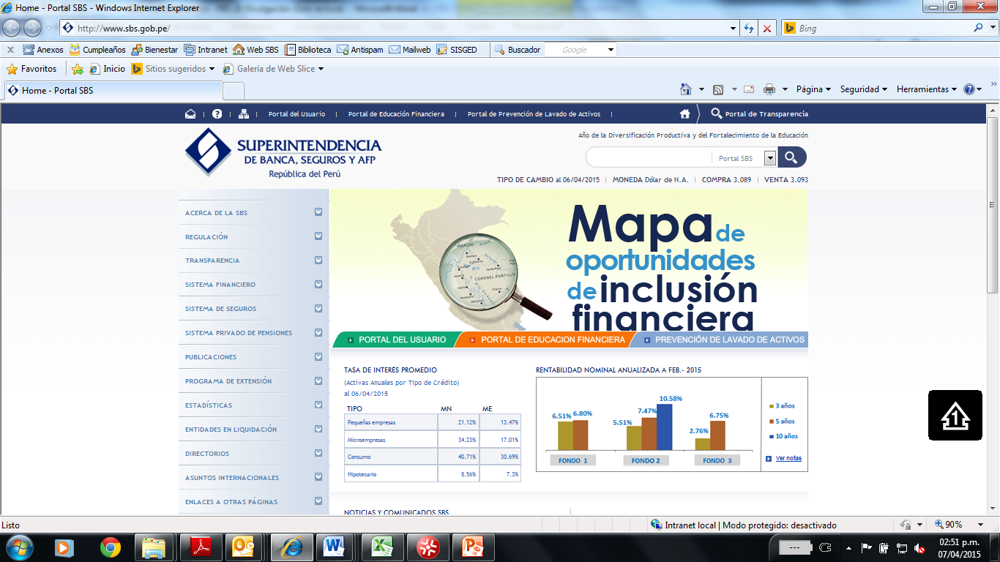 Home - Portal SBS - Windows Internet Explorer
http://www.sbs.gob.pe/
Bing
Anexos Cumpleaños Bienestar Intranet Web SBS Biblioteca Antispam Mailweb SISGED Buscador Google
Favoritos Inicio Sitios sugeridos Galería de Web Slice
Home - Portal SBS
Página Seguridad Herramientas
Portal del Usuario | Portal de Educación Financiera | Portal de Prevención de Lavado de Activos | Portal de Transparencia
SUPERINTENDENCIA
DE BANCA, SEGUROS Y AFP
República del Perú
Año de la Diversificación Productiva y del Fortalecimiento de la Educación
Portal SBS
TIPO DE CAMBIO al 06/04/2015 | MONEDA Dólar de N.A. | COMPRA 3.089 | VENTA 3.093
ACERCA DE LA SBS
REGULACIÓN
TRANSPARENCIA
SISTEMA FINANCIERO
SISTEMA DE SEGUROS
SISTEMA PRIVADO DE PENSIONES
PUBLICACIONES
PROGRAMA DE EXTENSIÓN
ESTADÍSTICAS
ENTIDADES EN LIQUIDACIÓN
DIRECTORIOS
ASUNTOS INTERNACIONALES
ENLACES A OTRAS PÁGINAS
CORONEL PORTILLO
Mapa de
oportunidades
de inclusión
financiera
PORTAL DEL USUARIO PORTAL DE EDUCACION FINANCIERA PREVENCIÓN DE LAVADO DE ACTIVOS
TASA DE INTERÉS PROMEDIO
(Activas Anuales por Tipo de Crédito)
al 06/04/2015
TIPO MN ME
Pequeñas empresas 21.12% 13.47%
Microempresas 34.23% 17.01%
Consumo 40.71% 30.69%
Hipotecario 8.56% 7.3%
RENTABILIDAD NOMINAL ANUALIZADA A FEB.- 2015
6.51% 6.80%
5.51% 7.47% 10.58%
2.76% 6.75%
FONDO 1 FONDO 2 FONDO 3
3 años
5 años
10 años
Ver notas
1
NOTICIAS Y COMUNICADOS SBS
Listo
Intranet local | Modo protegido: desactivado
90%
02:51 p.m.
07/04/2015